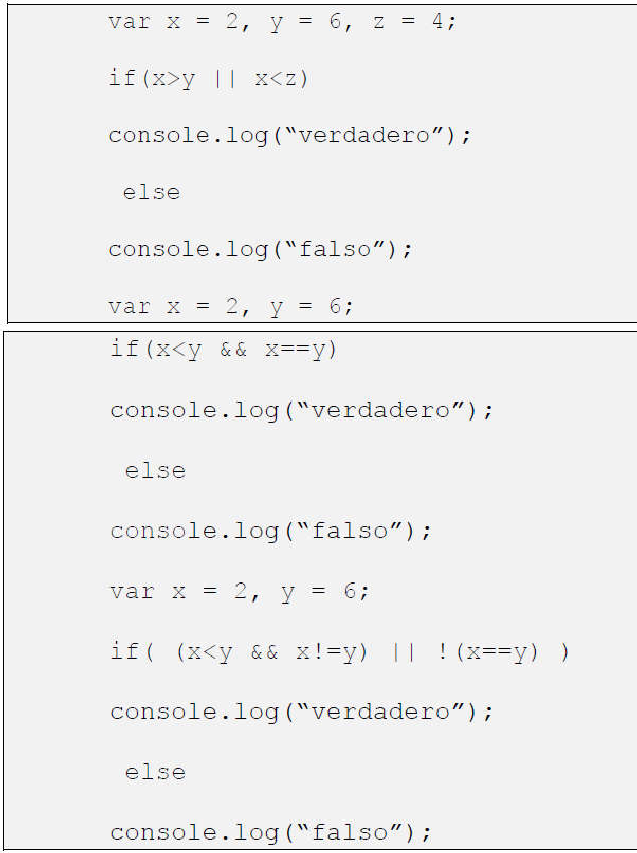 var x = 2, y = 6, z = 4;
if(x>y || x<z)
console.log(“verdadero”);
else
console.log(“falso”);
var x = 2, y = 6;
if(x<y && x==y)
console.log(“verdadero”);
else
console.log(“falso”);
var x = 2, y = 6;
if( (x<y && x!=y) || !(x==y) )
console.log(“verdadero”);
else
console.log(“falso”);